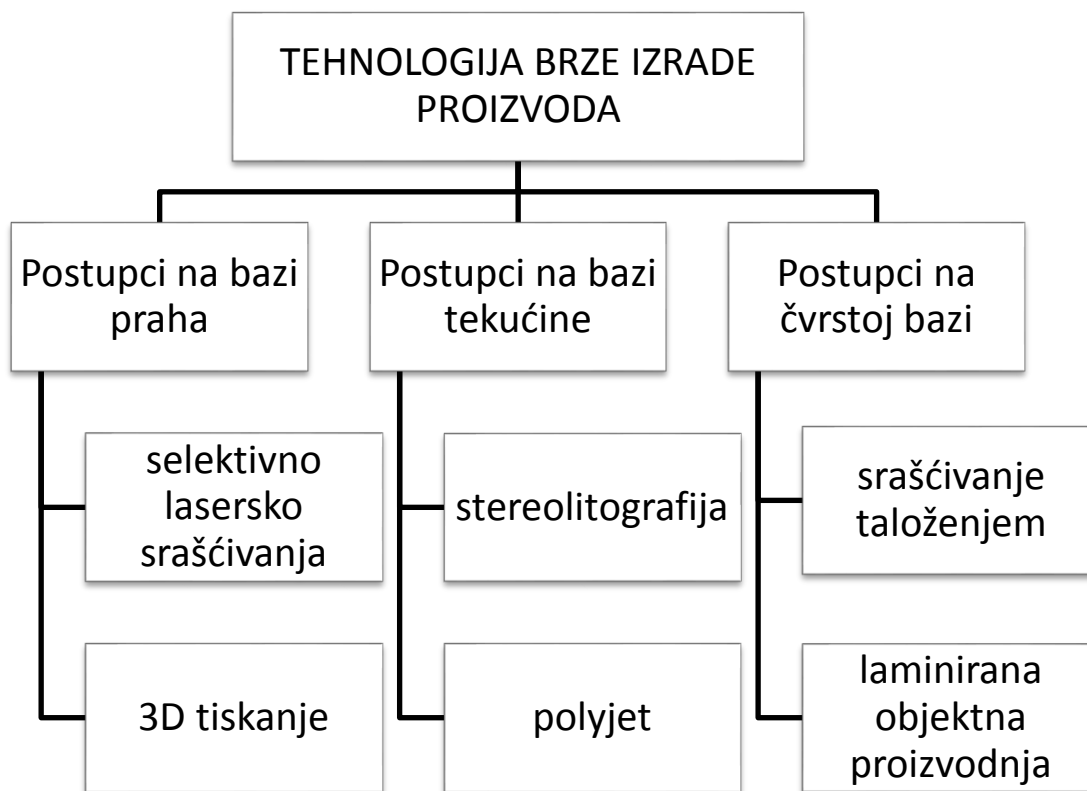 TEHNOLOGIJA BRZE IZRADE
PROIZVODA
Postupci na bazi
praha
Postupci na bazi
tekućine
Postupci na
čvrstoj bazi
selektivno
lasersko
srašćivanja
stereolitografija
srašćivanje
taloženjem
3D tiskanje
polyjet
laminirana
objektna
proizvodnja